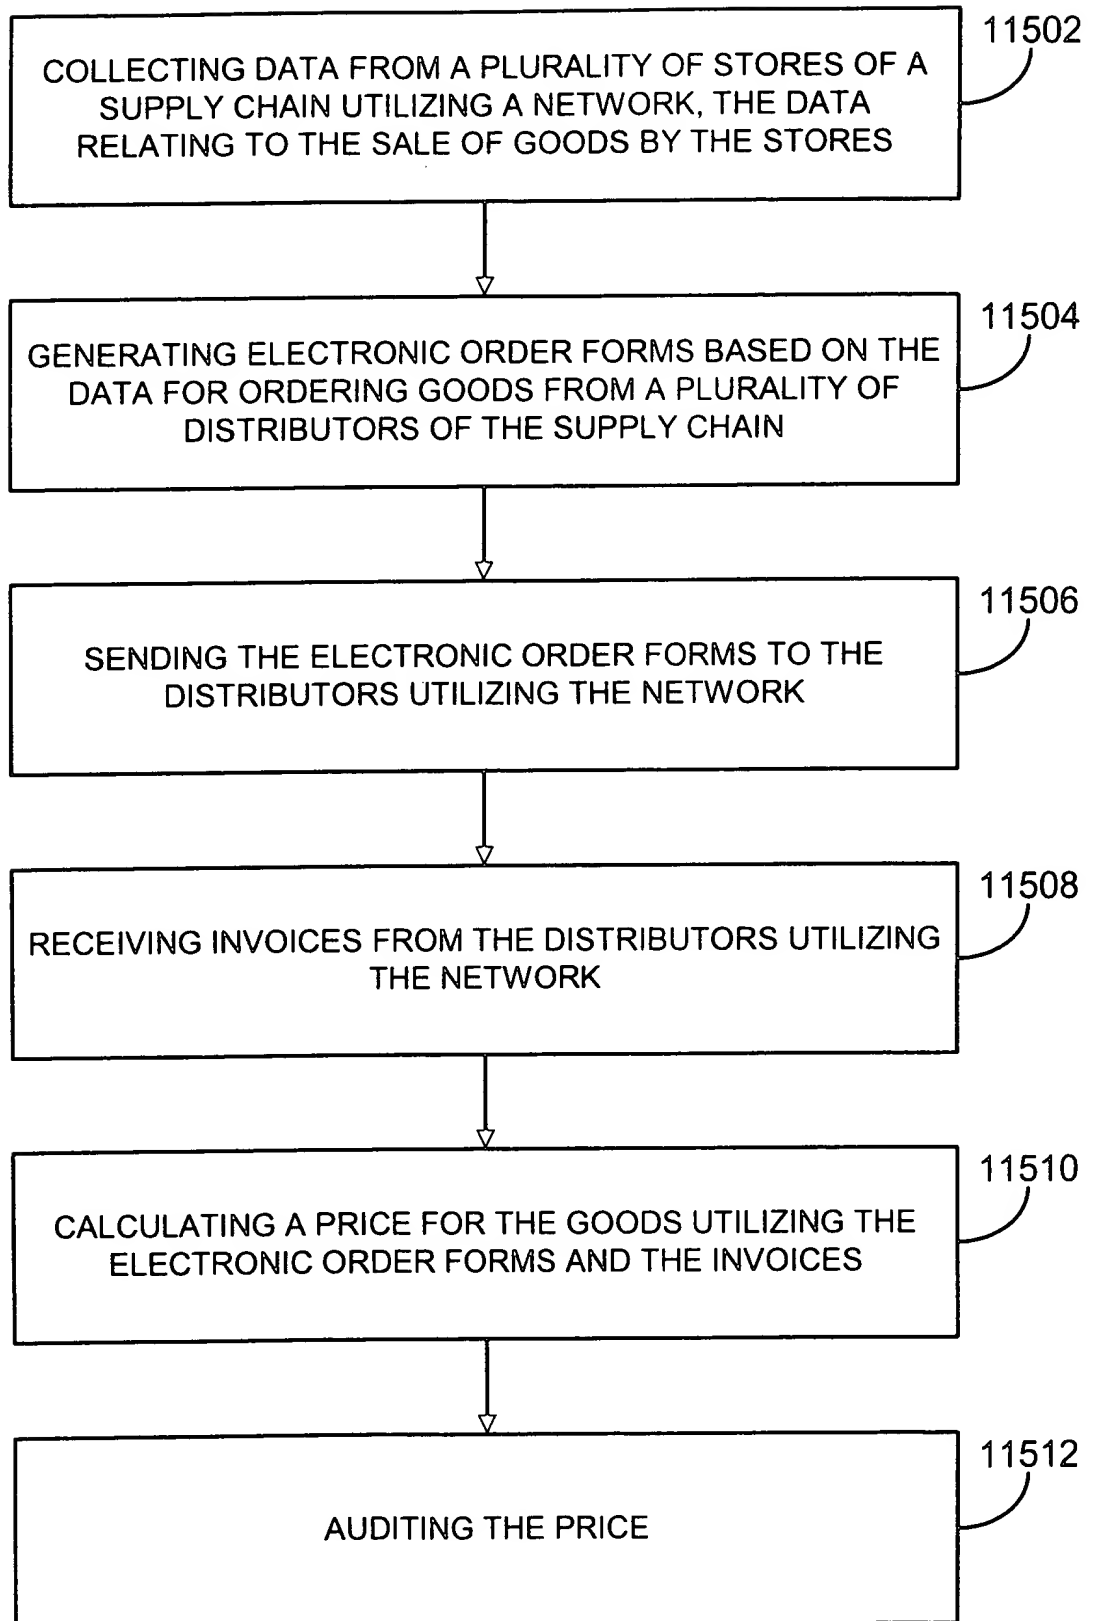 11502
COLLECTING DATA FROM A PLURALITY OF STORES OF A
SUPPLY CHAIN UTILIZING A NETWORK, THE DATA
RELATING TO THE SALE OF GOODS BY THE STORES
11504
GENERATING ELECTRONIC ORDER FORMS BASED ON THE
DATA FOR ORDERING GOODS FROM A PLURALITY OF
DISTRIBUTORS OF THE SUPPLY CHAIN
11506
SENDING THE ELECTRONIC ORDER FORMS TO THE
DISTRIBUTORS UTILIZING THE NETWORK
11508
RECEIVING INVOICES FROM THE DISTRIBUTORS UTILIZING
THE NETWORK
11510
CALCULATING A PRICE FOR THE GOODS UTILIZING THE
ELECTRONIC ORDER FORMS AND THE INVOICES
11512
AUDITING THE PRICE